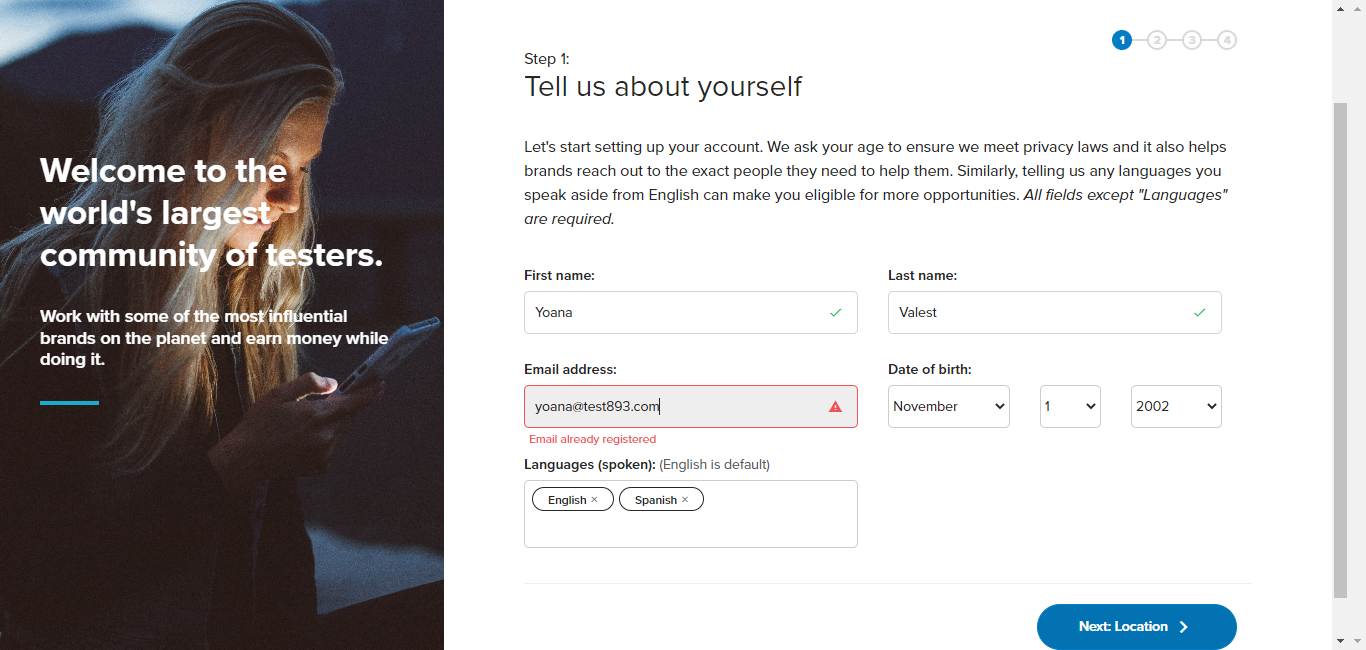 Welcome to the
world's largest
community of testers.
Work with some of the most influential
brands on the planet and earn money while
doing it.
1 2 3 4
Step 1:
Tell us about yourself
Let's start setting up your account. We ask your age to ensure we meet privacy laws and it also helps
brands reach out to the exact people they need to help them. Similarly, telling us any languages you
speak aside from English can make you eligible for more opportunities. All fields except "Languages"
are required.
First name: Last name:
Yoana Valest
Email address: Date of birth:
yoana@test893.com November 1 2002
Email already registered
Languages (spoken): (English is default)
English × Spanish ×
Next: Location